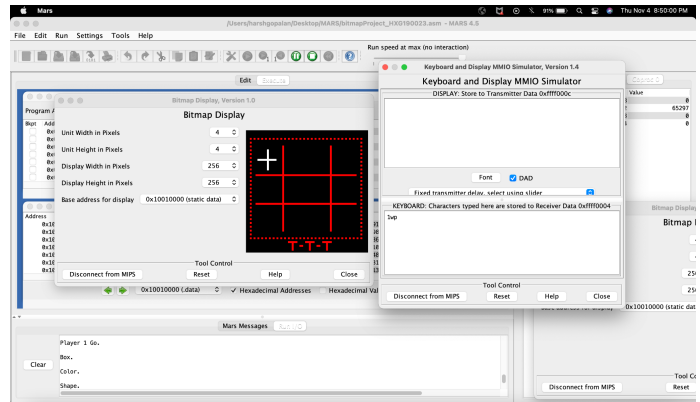 Mars
91%
Thu Nov 4 8:50:00 PM
/Users/harshgopalan/Desktop/MARS/bitmapProject_HXG190023.asm - MARS 4.5
File Edit Run Settings Tools Help
Run speed at max (no interaction)
Edit Execute
Keyboard and Display MMIO Simulator, Version 1.4
Keyboard and Display MMIO Simulator
DISPLAY: Store to Transmitter Data 0xffff000c
Font
DAD
Fixed transmitter delay, select using slider
KEYBOARD: Characters typed here are stored to Receiver Data 0xffff0004
1wp
Tool Control
Disconnect from MIPS Reset Help Close
Bitmap Display, Version 1.0
Bitmap Display
Unit Width in Pixels 4
Unit Height in Pixels 4
Display Width in Pixels 256
Display Height in Pixels 256
Base address for display 0x10010000 (static data)
T-T-T
Tool Control
Disconnect from MIPS Reset Help Close
Value
65297
Bkpt
Address
0x10010000 (.data)
Hexadecimal Addresses
Mars Messages
Player 1 Go.
Box.
Color.
Shape.
Clear
Disconnect from MIPS Reset